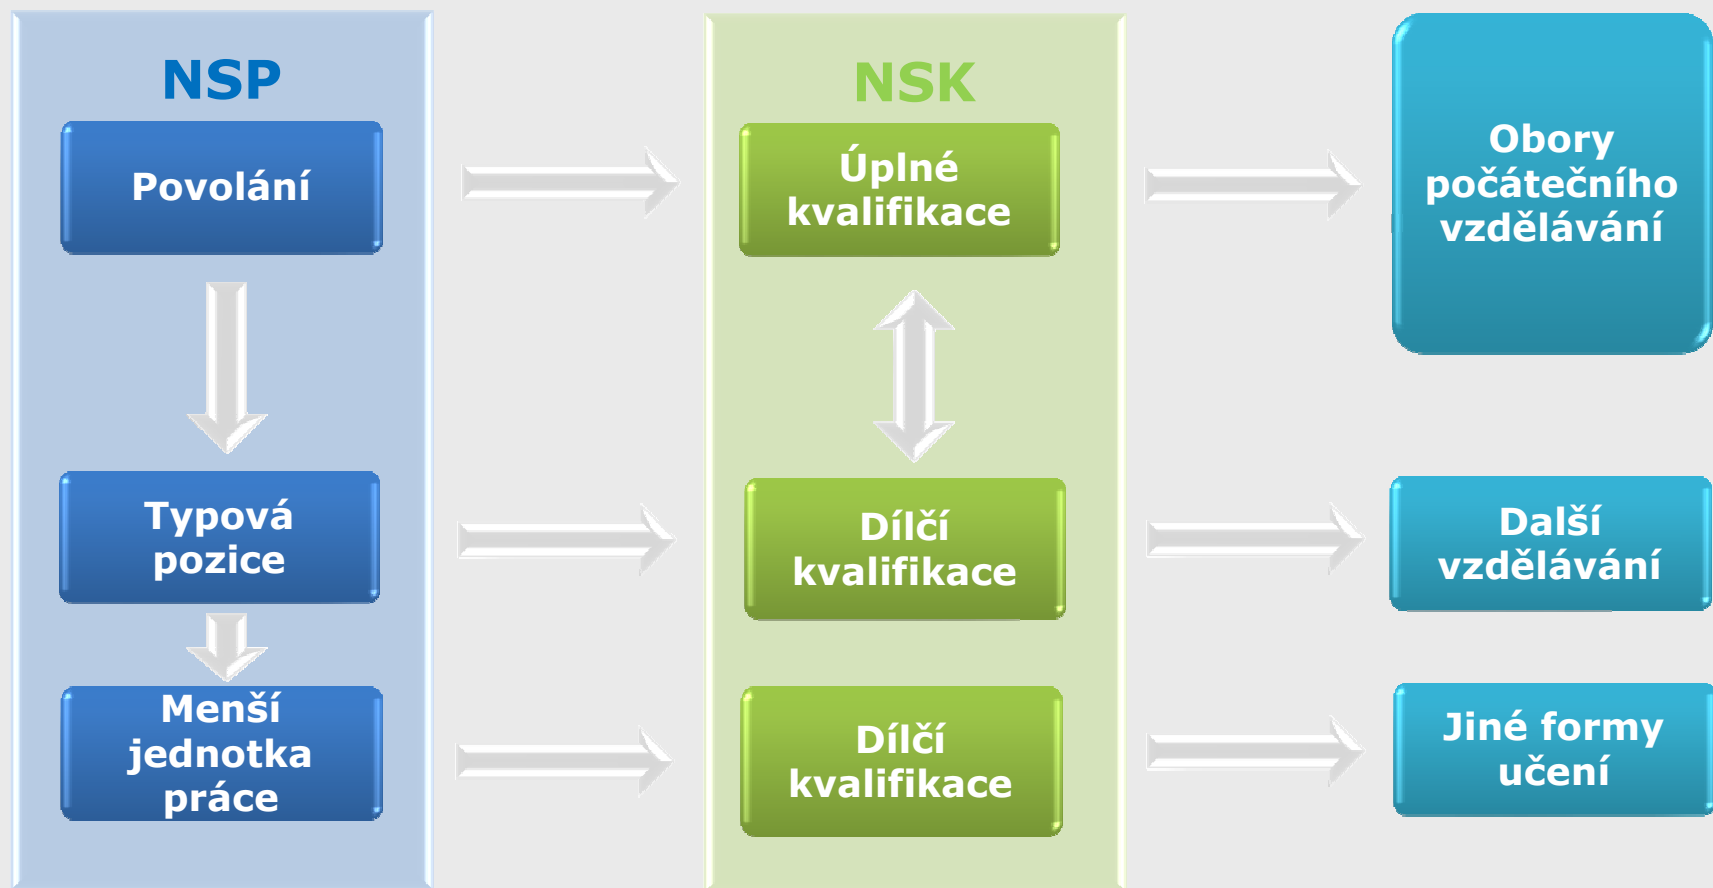 NSP
NSK
Povolání
Úplné
kvalifikace
Obory
počátečního
vzdělávání
Typová
pozice
Dílčí
kvalifikace
Další
vzdělávání
Menší
jednotka
práce
Dílčí
kvalifikace
Jiné formy
učení